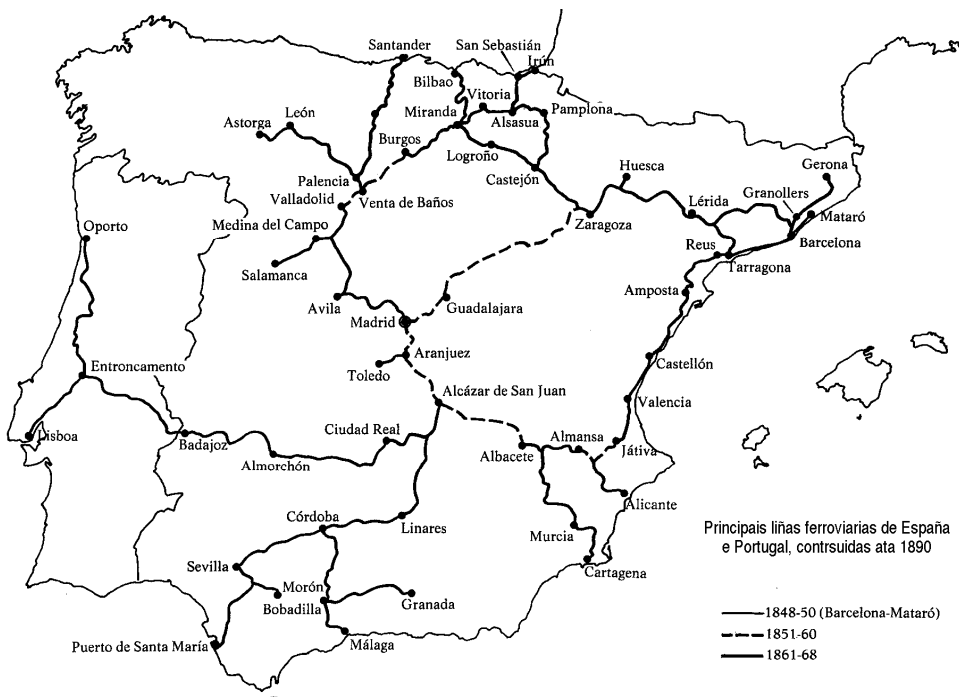 Santander
San Sebastián
Irún
Bilbao
Vitoria
León
Miranda
Pamplona
Astorga
Alsasua
Burgos
Logroño
Huesca
Gerona
Palencia
Castejón
Granollers
Valladolid
Venta de Baños
Lérida
Mataró
Oporto
Medina del Campo
Zaragoza
Barcelona
Reus
Tarragona
Salamanca
Amposta
Avila
Guadalajara
Madrid
Aranjuez
Castellón
Entroncamento
Toledo
Alcázar de San Juan
Valencia
Lisboa
Ciudad Real
Badajoz
Almansa
Albacete
Játiva
Almorchón
Alicante
Córdoba
Linares
Murcia
Principais liñas ferroviarias de España
e Portugal, contrsuidas ata 1890
Sevilla
Cartagena
Morón
Bobadilla
Granada
1848-50 (Barcelona-Mataró)
1851-60
Puerto de Santa María
Málaga
1861-68